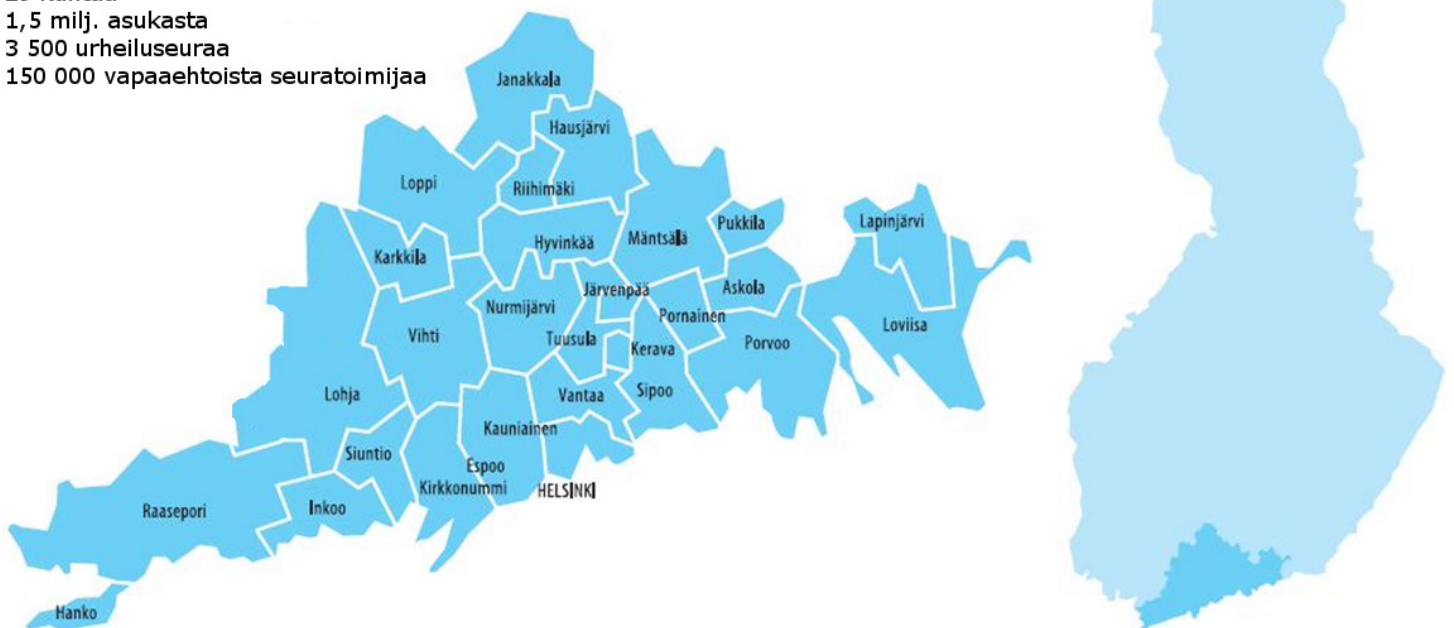 1,5 milj. asukasta
3 500 urheiluseuraa
150 000 vapaaehtoista seuratoimijaa
Janakkala
Hausjärvi
Loppi
Riihimäki
Pukkila
Lapinjärvi
Hyvinkää
Mäntsälä
Karkkila
Järvenpää
Askola
Nurmijärvi
Pornainen
Loviisa
Vihti
Tuusula
Kerava
Porvoo
Lohja
Vantaa
Sipoo
Kauniainen
Siuntio
Espoo
Kirkkonummi
HELSINKI
Raasepori
Inkoo
Hanko